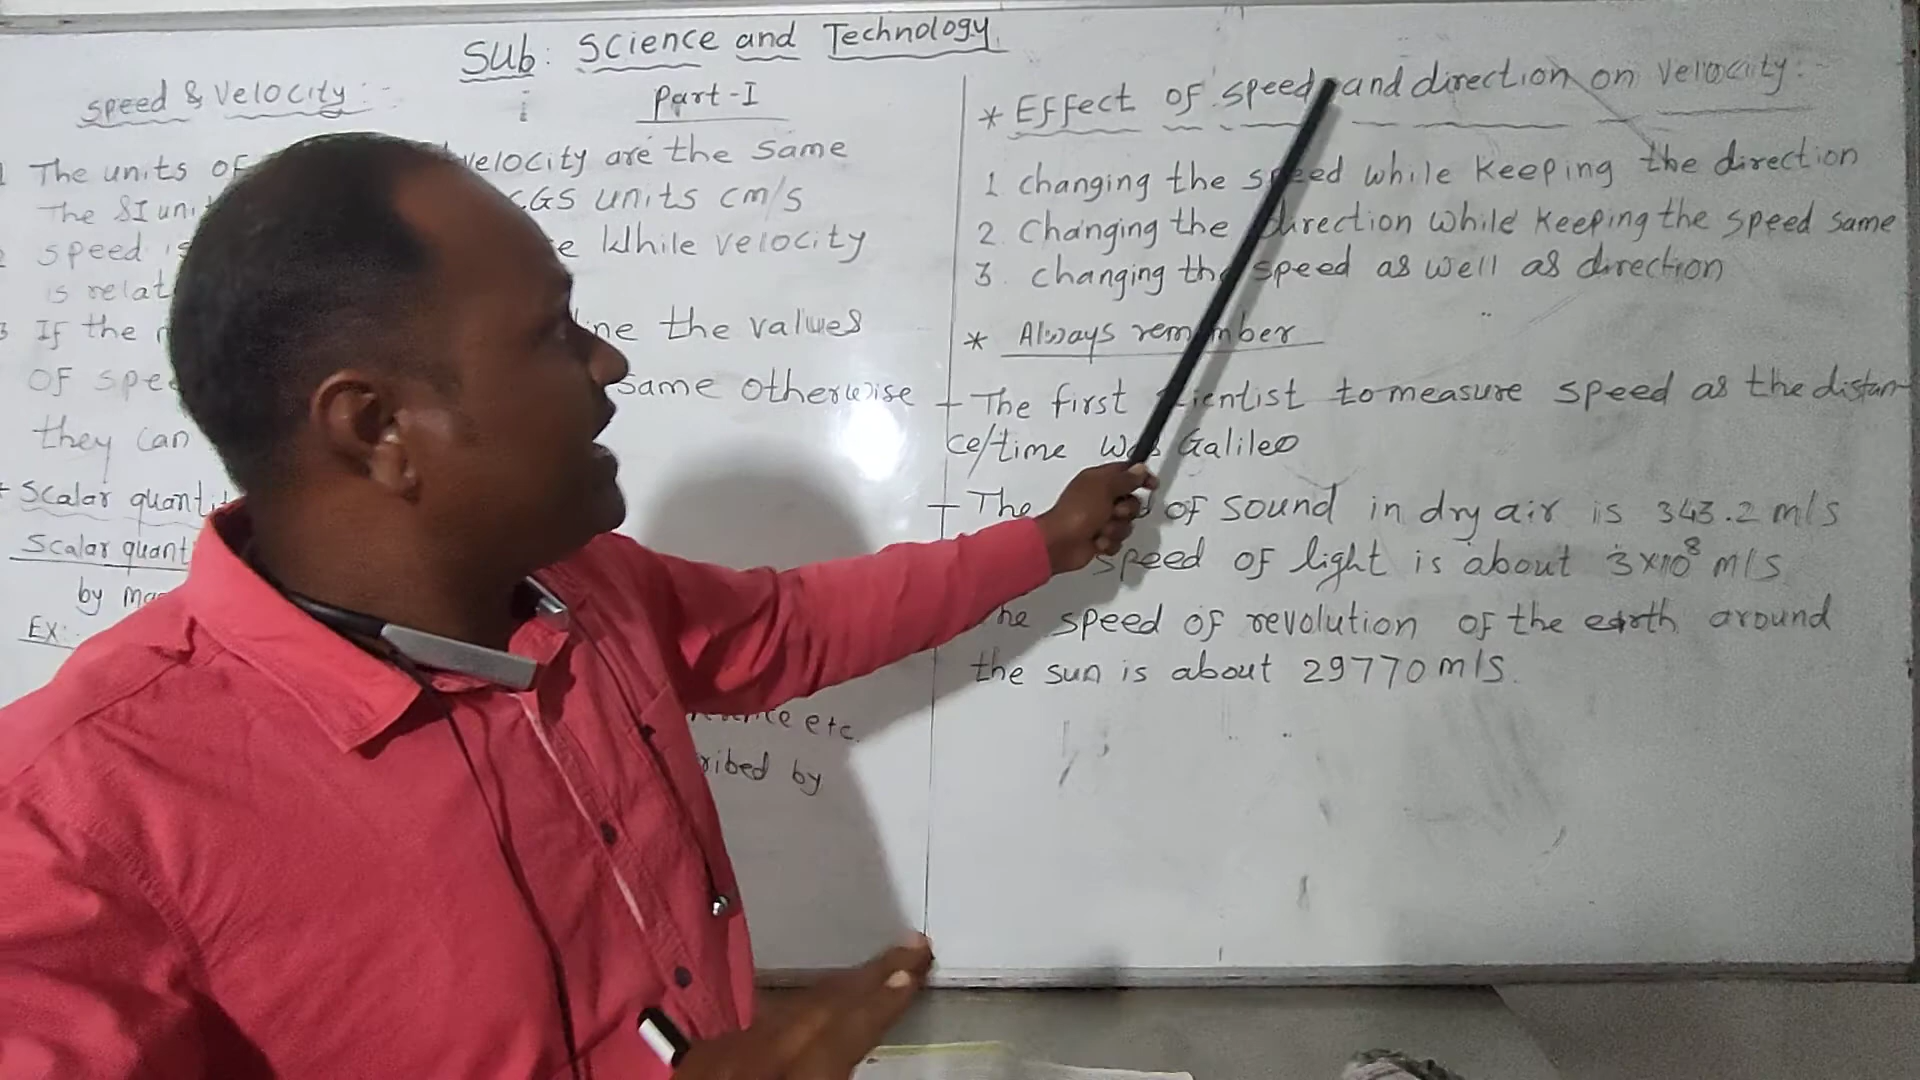 Sub: Science and Technology
Speed & Velocity :-
Part-I
1 The units of velocity are the same
The SI unit CGS units cm/s
speed is While velocity
is relat
3 If the line the values
OF spee same otherwise
they can
Scalar quantit
Scalar quant
by mag
Ex:-
etc.
ribed by
* Effect of speed and direction on velocity:-
1 changing the speed while keeping the direction
2. Changing the direction while keeping the speed same
3. changing the speed as well as direction
* Always remember
- The first scientist to measure speed as the distan-
ce/time was Galileo
- The of sound in dry air is 343.2 m/s
speed of light is about 3×10⁸ m/s
The speed of revolution of the earth around
the sun is about 29770 m/s.